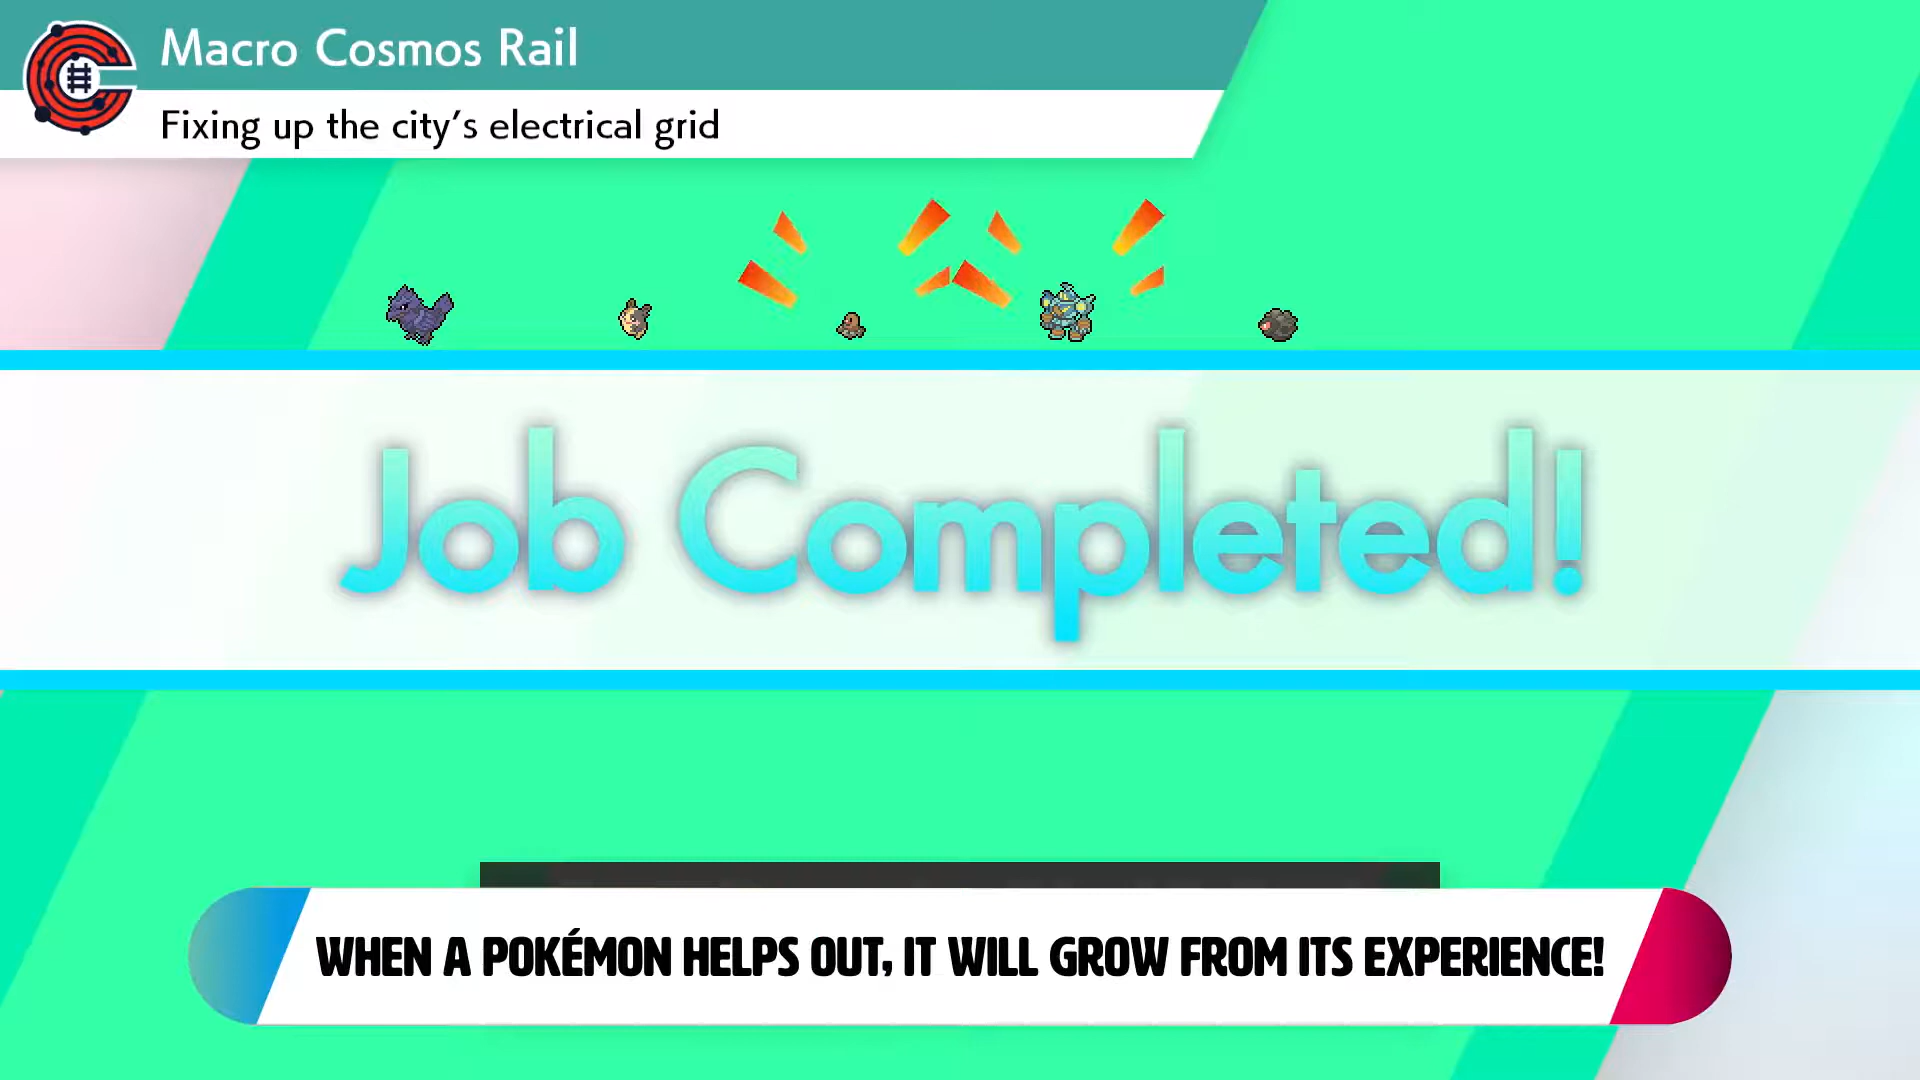 Macro Cosmos Rail
Fixing up the city's electrical grid
Job Completed!
WHEN A POKÉMON HELPS OUT, IT WILL GROW FROM ITS EXPERIENCE!